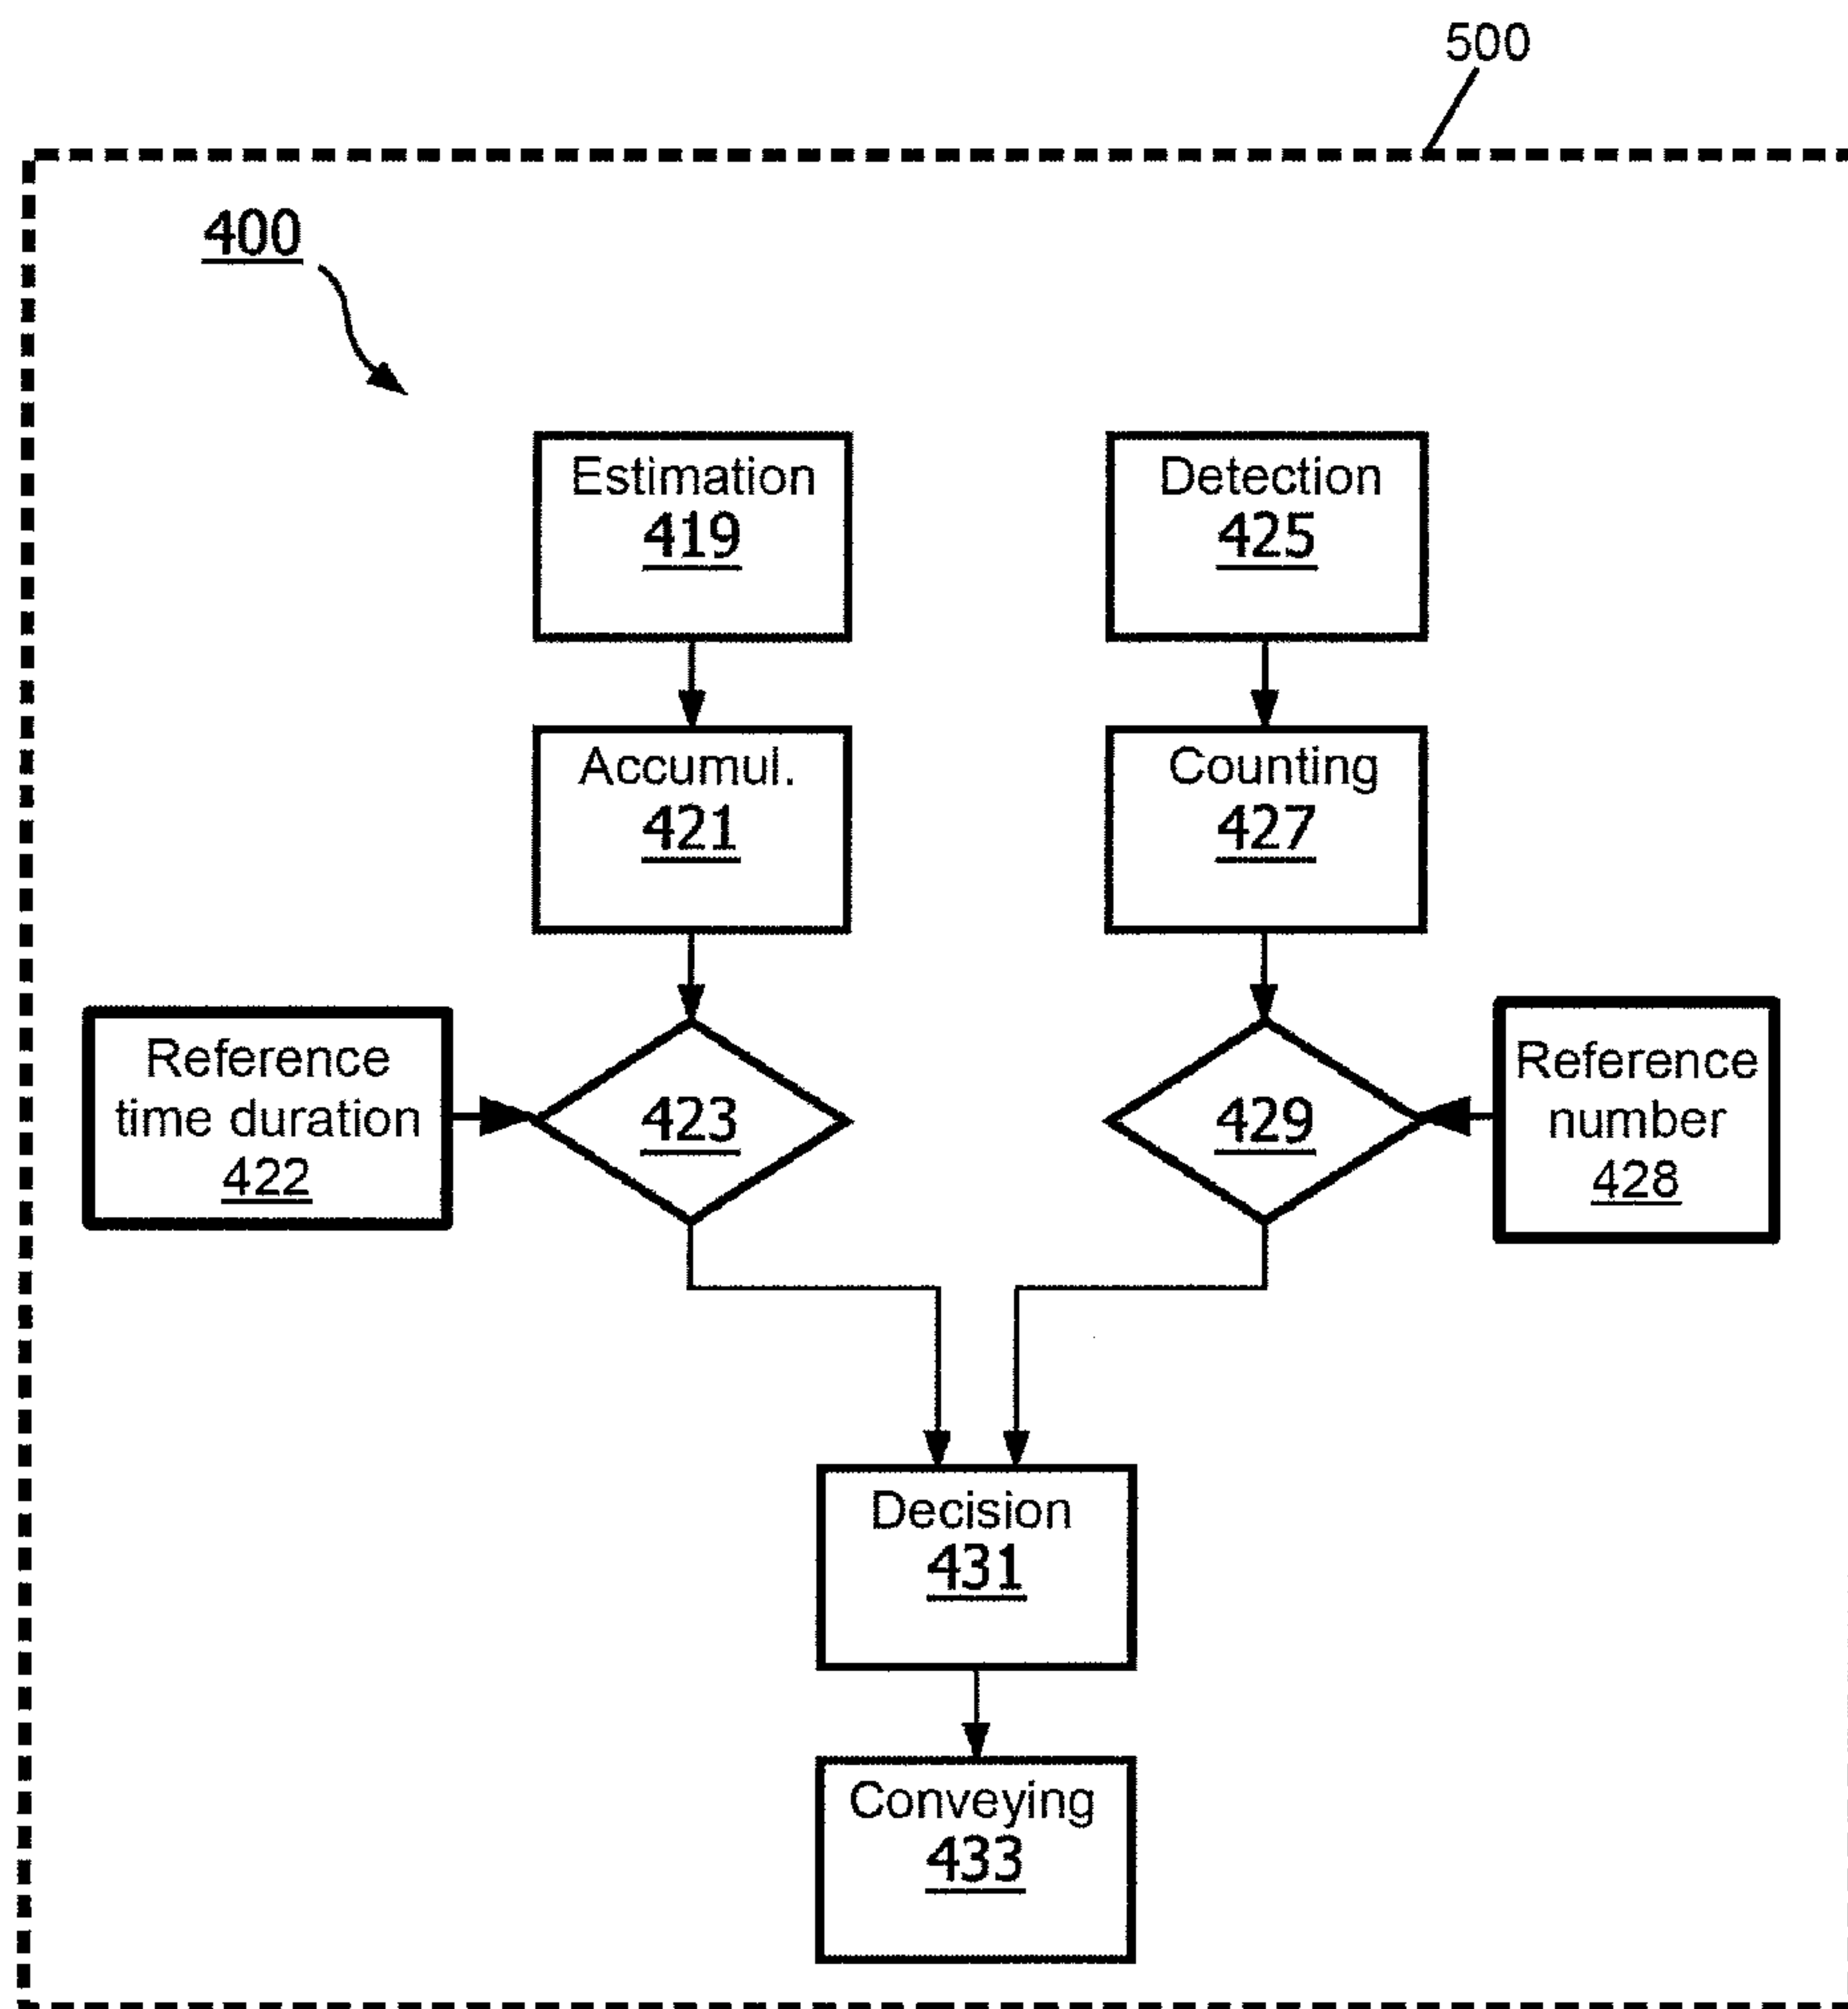 500
400
Estimation
419
Detection
425
Accumul.
421
Counting
427
Reference
time duration
422
423
429
Reference
number
428
Decision
431
Conveying
433